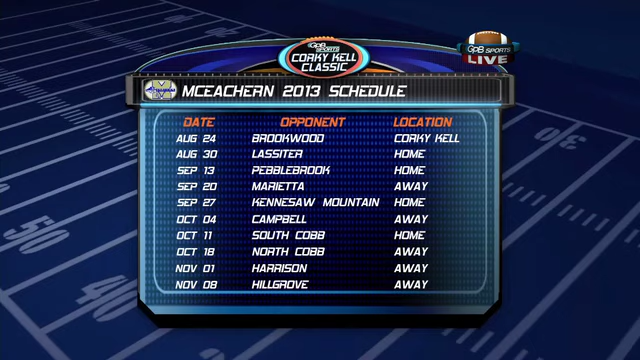 GPB SPORTS
CORKY KELL
CLASSIC
GPB SPORTS
LIVE
MCEACHERN 2013 SCHEDULE
DATE OPPONENT LOCATION
AUG 24 BROOKWOOD CORKY KELL
AUG 30 LASSITER HOME
SEP 13 PEBBLEBROOK HOME
SEP 20 MARIETTA AWAY
SEP 27 KENNESAW MOUNTAIN HOME
OCT 04 CAMPBELL AWAY
OCT 11 SOUTH COBB HOME
OCT 18 NORTH COBB AWAY
NOV 01 HARRISON AWAY
NOV 08 HILLGROVE AWAY
50
40
30